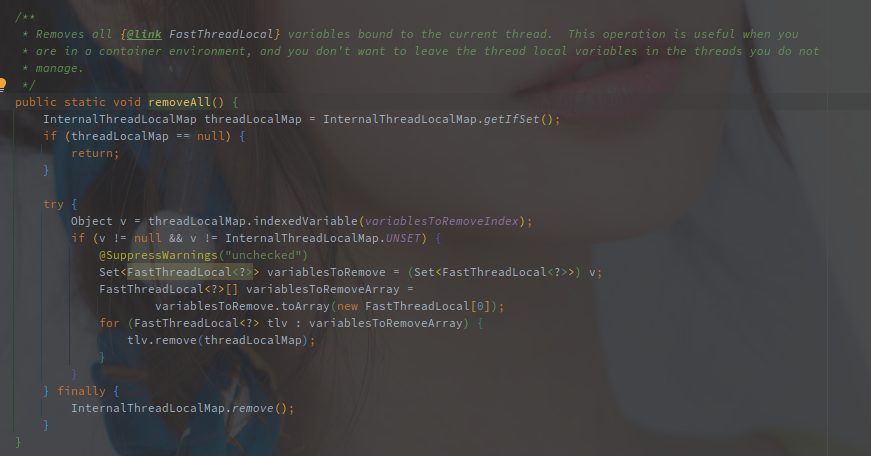 /**
 * Removes all {@link FastThreadLocal} variables bound to the current thread.  This operation is useful when you
 * are in a container environment, and you don't want to leave the thread local variables in the threads you do not
 * manage.
 */
public static void removeAll() {
    InternalThreadLocalMap threadLocalMap = InternalThreadLocalMap.getIfSet();
    if (threadLocalMap == null) {
        return;
    }

    try {
        Object v = threadLocalMap.indexedVariable(variablesToRemoveIndex);
        if (v != null && v != InternalThreadLocalMap.UNSET) {
            @SuppressWarnings("unchecked")
            Set<FastThreadLocal<?>> variablesToRemove = (Set<FastThreadLocal<?>>) v;
            FastThreadLocal<?>[] variablesToRemoveArray =
                    variablesToRemove.toArray(new FastThreadLocal[0]);
            for (FastThreadLocal<?> tlv : variablesToRemoveArray) {
                tlv.remove(threadLocalMap);
            }
        }
    } finally {
        InternalThreadLocalMap.remove();
    }
}